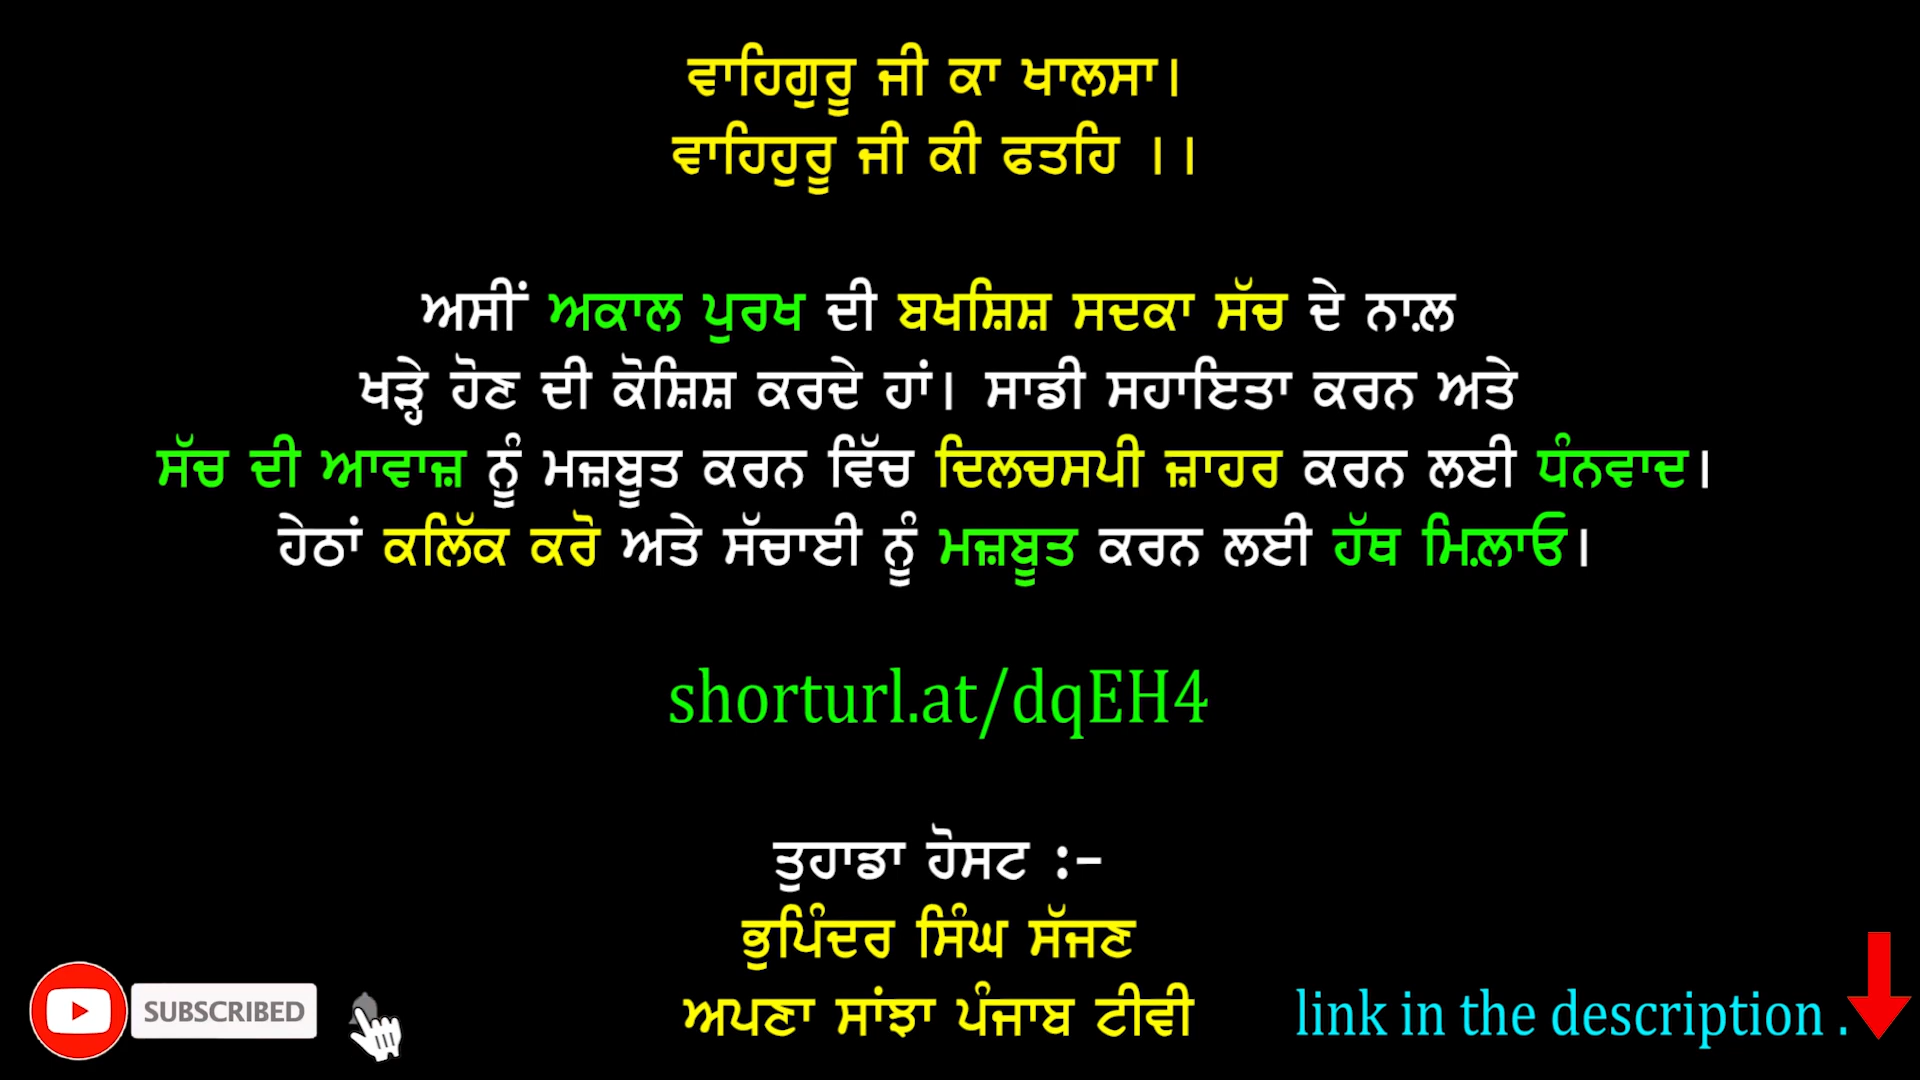 ਵਾਹਿਗੁਰੂ ਜੀ ਕਾ ਖਾਲਸਾ।
ਵਾਹਿਹੁਰੂ ਜੀ ਕੀ ਫਤਹਿ ।।
ਅਸੀਂ ਅਕਾਲ ਪੁਰਖ ਦੀ ਬਖਸ਼ਿਸ਼ ਸਦਕਾ ਸੱਚ ਦੇ ਨਾਲ਼
ਖੜ੍ਹੇ ਹੋਣ ਦੀ ਕੋਸ਼ਿਸ਼ ਕਰਦੇ ਹਾਂ। ਸਾਡੀ ਸਹਾਇਤਾ ਕਰਨ ਅਤੇ
ਸੱਚ ਦੀ ਆਵਾਜ਼ ਨੂੰ ਮਜ਼ਬੂਤ ਕਰਨ ਵਿੱਚ ਦਿਲਚਸਪੀ ਜ਼ਾਹਰ ਕਰਨ ਲਈ ਧੰਨਵਾਦ।
ਹੇਠਾਂ ਕਲਿੱਕ ਕਰੋ ਅਤੇ ਸੱਚਾਈ ਨੂੰ ਮਜ਼ਬੂਤ ਕਰਨ ਲਈ ਹੱਥ ਮਿਲ਼ਾਓ।
shorturl.at/dqEH4
ਤੁਹਾਡਾ ਹੋਸਟ :-
ਭੁਪਿੰਦਰ ਸਿੰਘ ਸੱਜਣ
ਅਪਣਾ ਸਾਂਝਾ ਪੰਜਾਬ ਟੀਵੀ
SUBSCRIBED
link in the description .